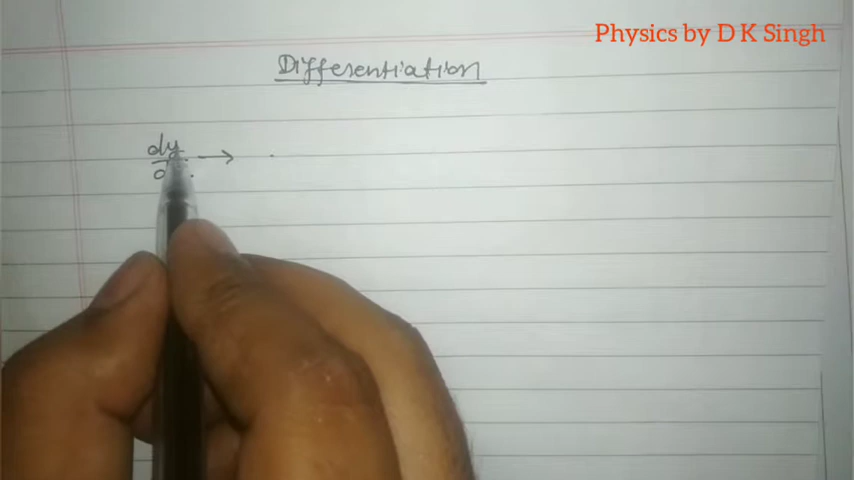 Physics by D K Singh
Differentiation
dy →